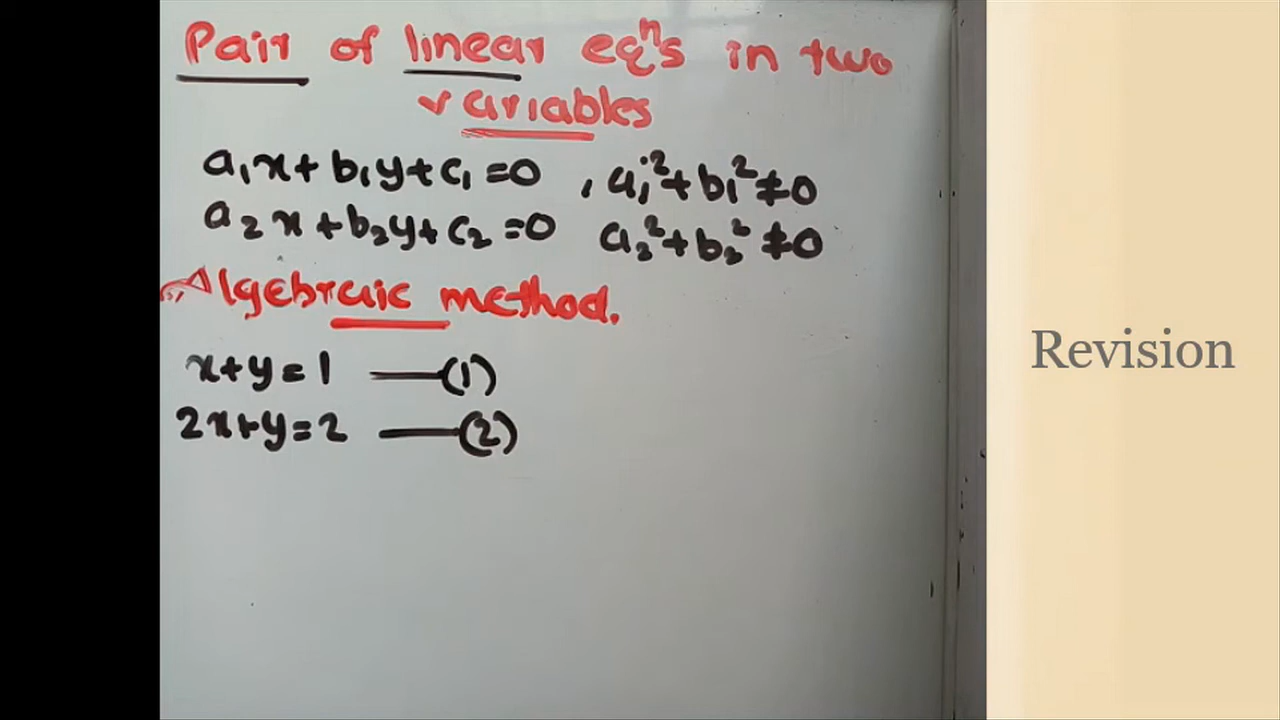 Pair of linear eqⁿs in two
variables
a₁x + b₁y + c₁ = 0 , a₁² + b₁² ≠ 0
a₂x + b₂y + c₂ = 0 a₂² + b₂² ≠ 0
Algebraic method.
x + y = 1 —— (1)
2x + y = 2 —— (2)
Revision